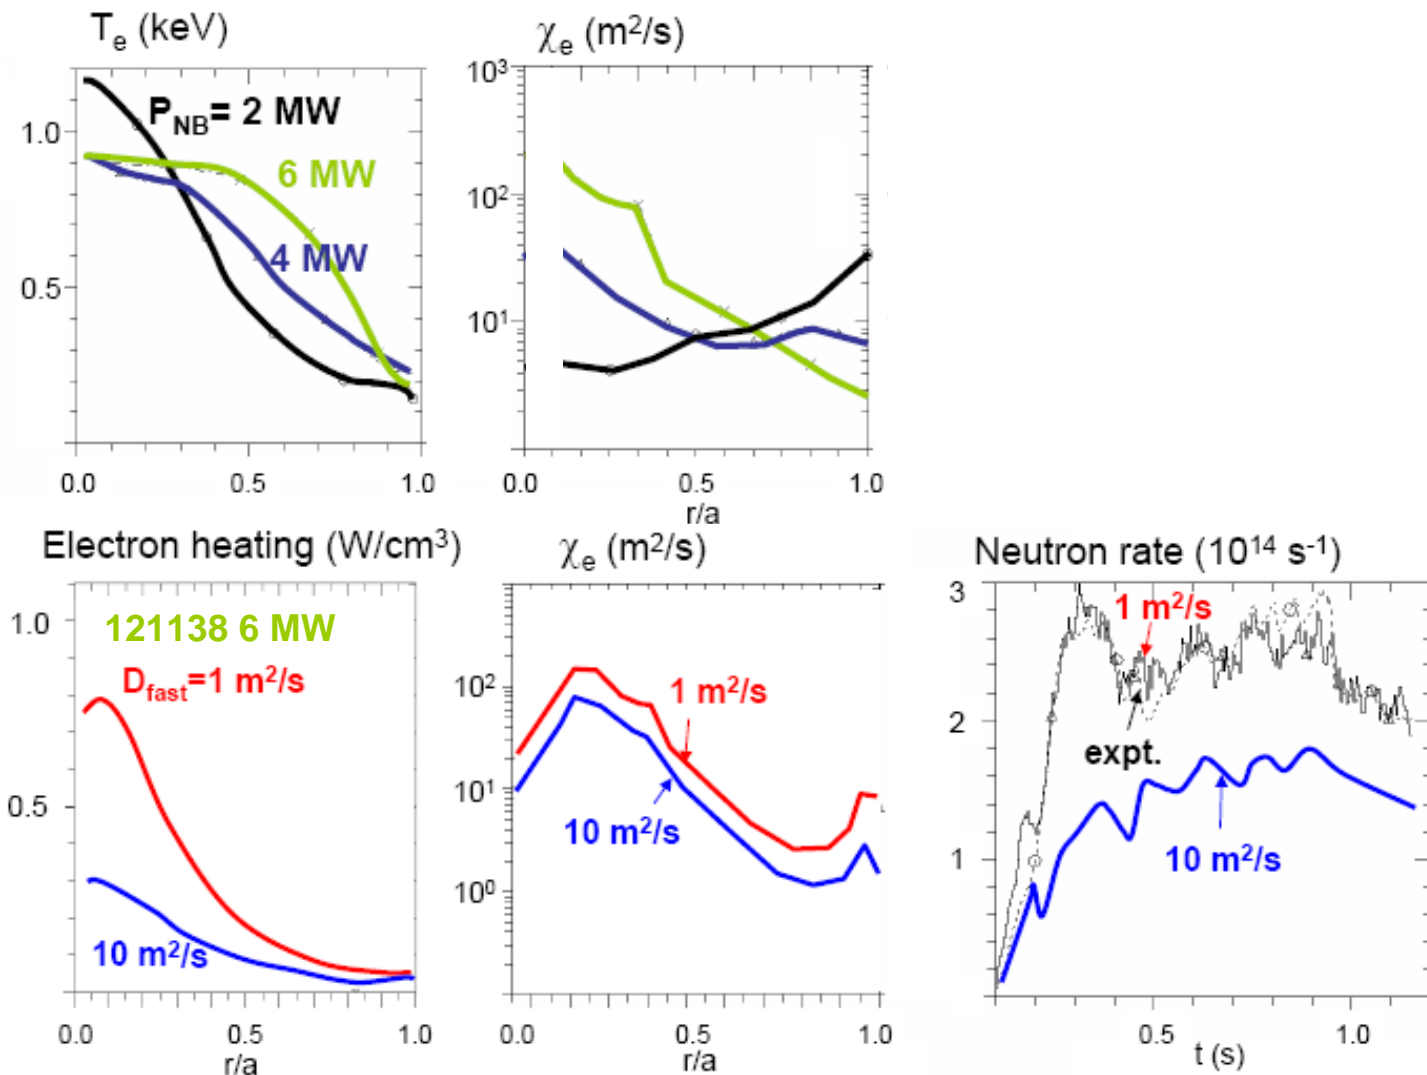 Tₑ (keV)
1.0
0.5
P_NB= 2 MW
6 MW
4 MW
0.0 0.5 1.0
χₑ (m²/s)
10³
10²
10¹
0.0 0.5 1.0
r/a
Electron heating (W/cm³)
1.0
0.5
121138 6 MW
D_fast=1 m²/s
10 m²/s
0.0 0.5 1.0
r/a
χₑ (m²/s)
10²
10¹
10⁰
1 m²/s
10 m²/s
0.0 0.5 1.0
r/a
Neutron rate (10¹⁴ s⁻¹)
3
2
1
1 m²/s
expt.
10 m²/s
0.5 1.0
t (s)